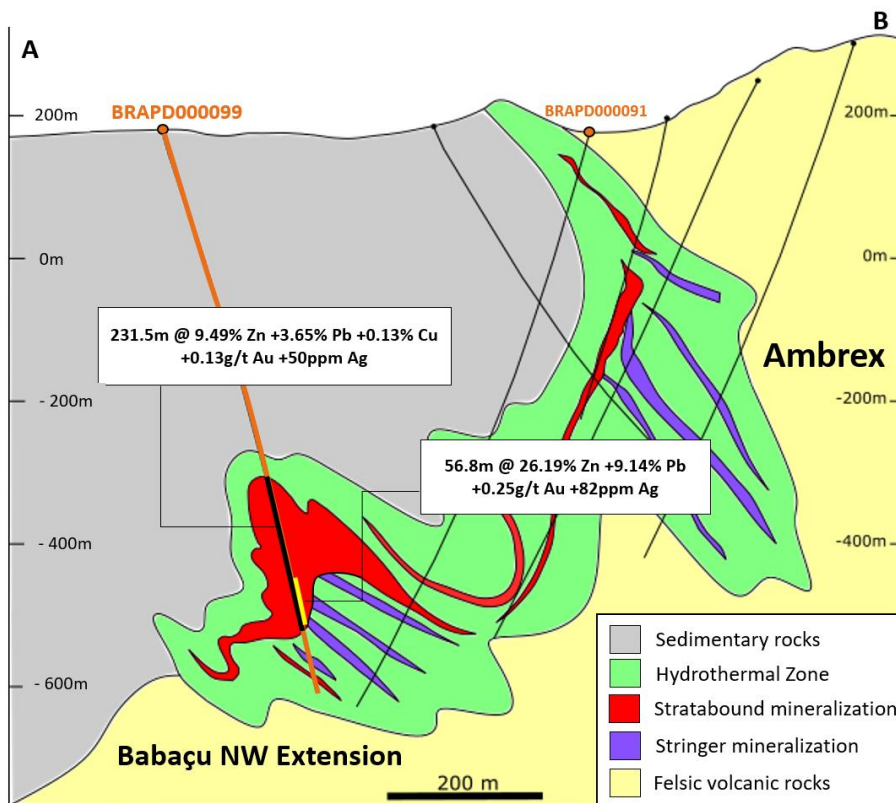 A
B
BRAPD000099
BRAPD000091
200m
200m
0m
0m
231.5m @ 9.49% Zn +3.65% Pb +0.13% Cu
+0.13g/t Au +50ppm Ag
Ambrex
- 200m
-200m
56.8m @ 26.19% Zn +9.14% Pb
+0.25g/t Au +82ppm Ag
- 400m
-400m
- 600m
Sedimentary rocks
Hydrothermal Zone
Stratabound mineralization
Stringer mineralization
Felsic volcanic rocks
Babaçu NW Extension
200 m